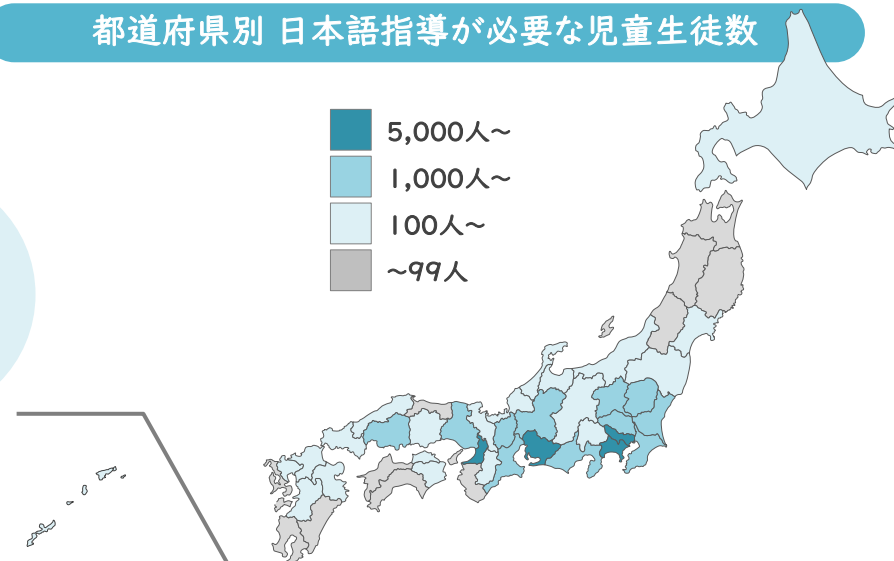 都道府県別 日本語指導が必要な児童生徒数
5,000人～
1,000人～
100人～
～99人